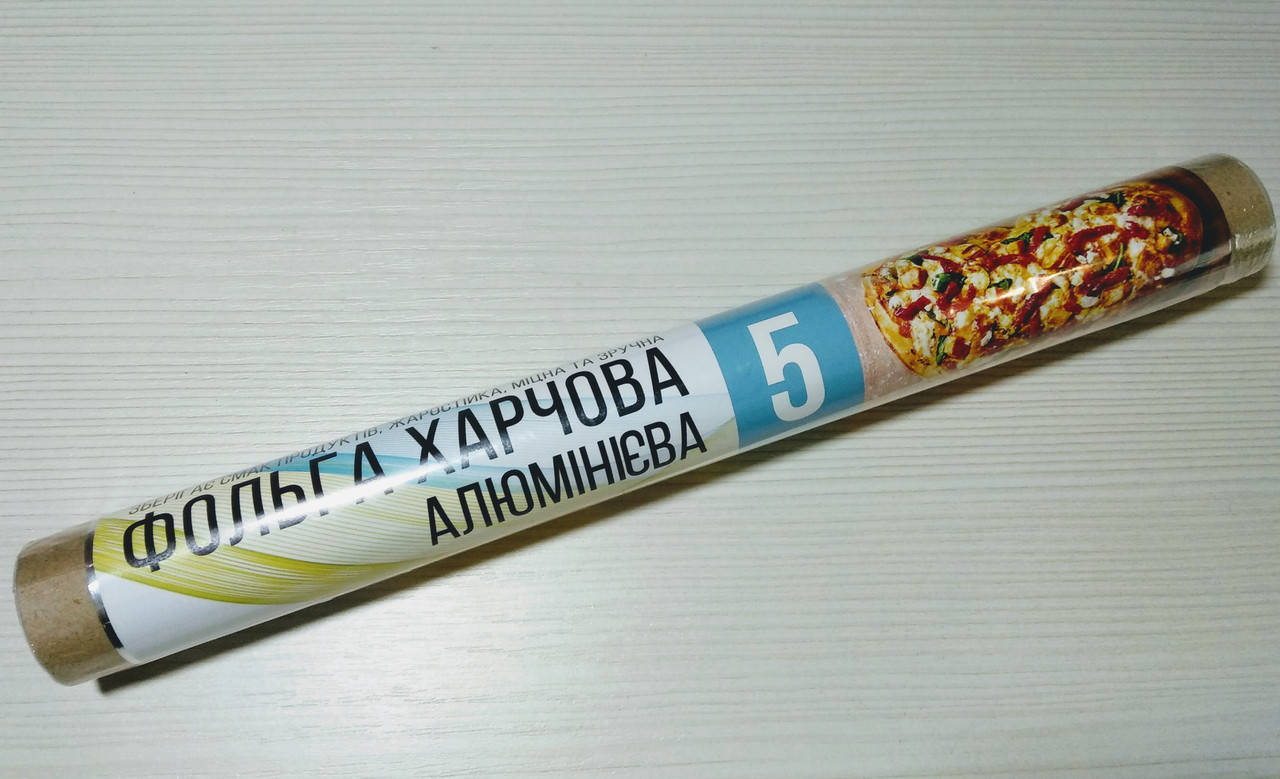 ЗБЕРІГАЄ СМАК ПРОДУКТІВ, ЖАРОСТІЙКА, МІЦНА ТА ЗРУЧНА
ФОЛЬГА ХАРЧОВА
АЛЮМІНІЄВА
5